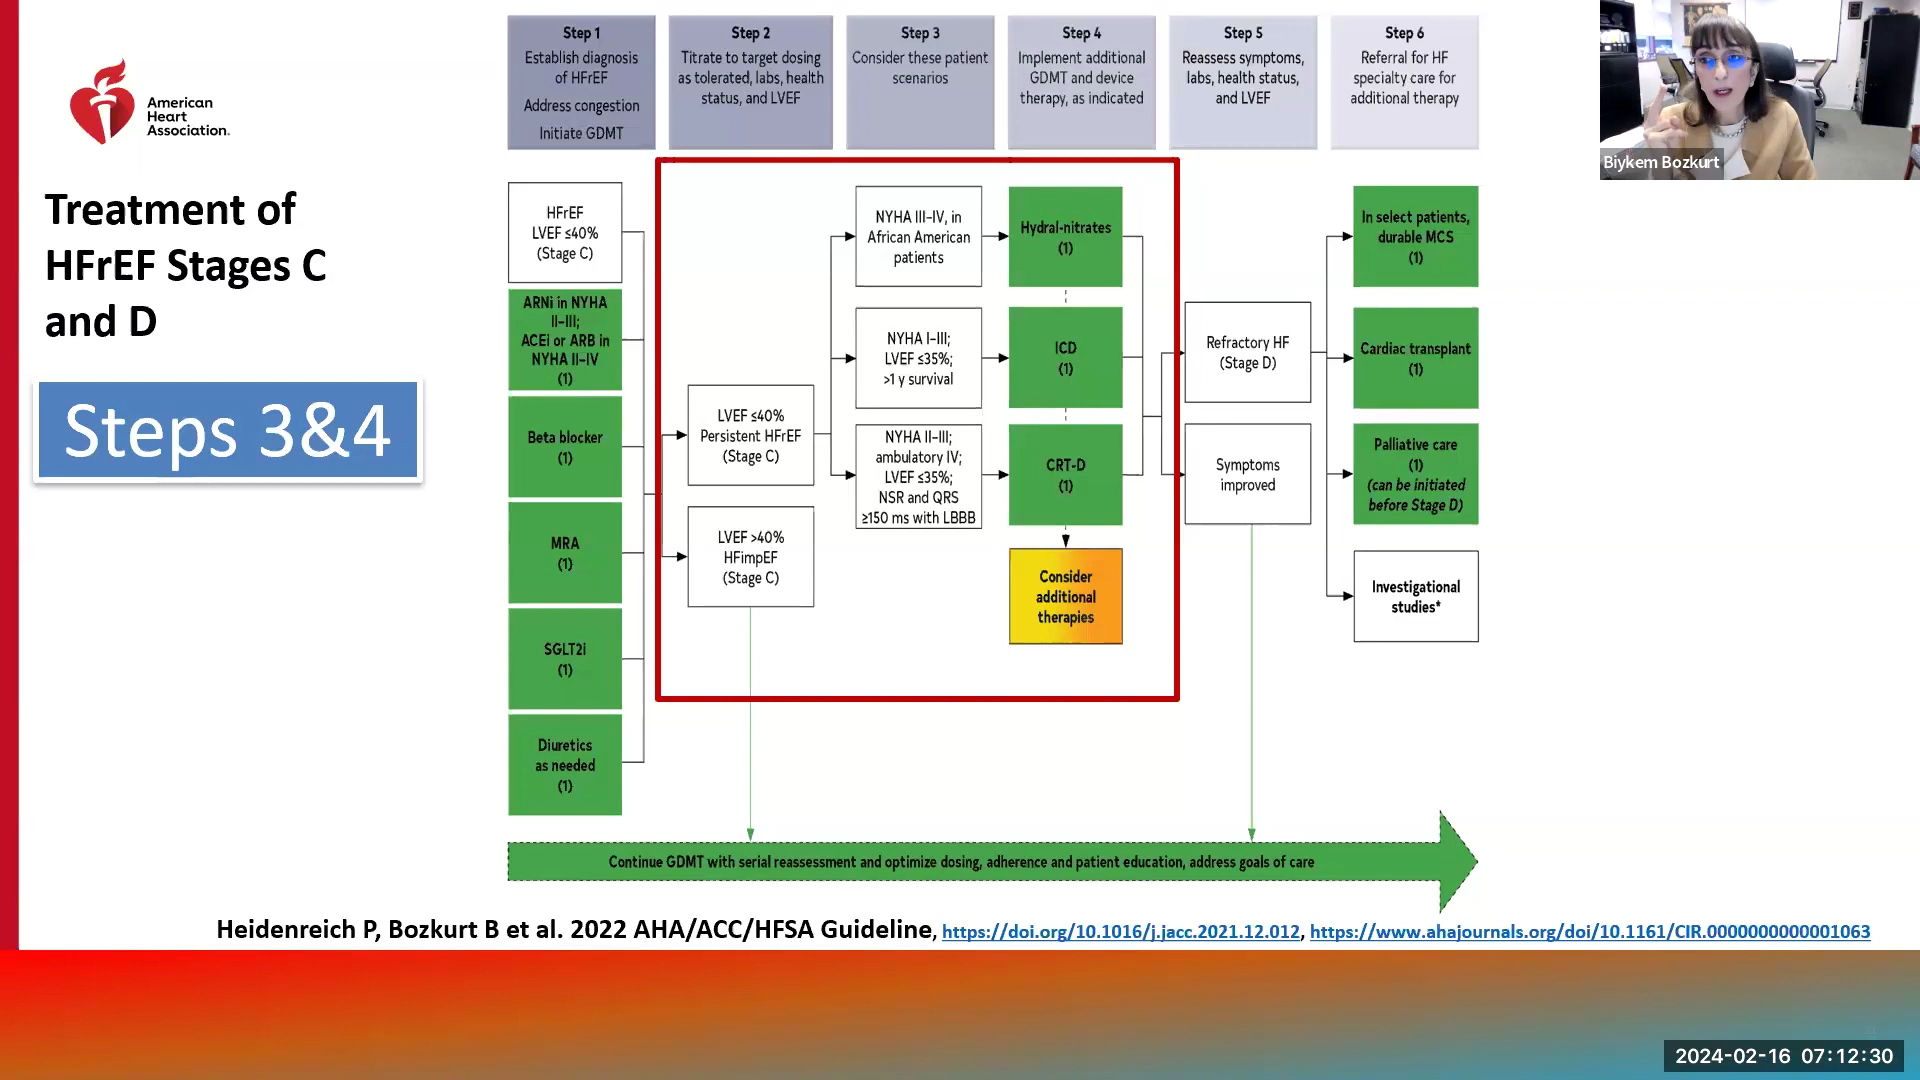 American
Heart
Association.
Treatment of
HFrEF Stages C
and D
Steps 3&4
Step 1
Establish diagnosis
of HFrEF
Address congestion
Initiate GDMT
Step 2
Titrate to target dosing
as tolerated, labs, health
status, and LVEF
Step 3
Consider these patient
scenarios
Step 4
Implement additional
GDMT and device
therapy, as indicated
Step 5
Reassess symptoms,
labs, health status,
and LVEF
Step 6
Referral for HF
specialty care for
additional therapy
HFrEF
LVEF ≤40%
(Stage C)
ARNi in NYHA
II–III;
ACEi or ARB in
NYHA II–IV
(1)
Beta blocker
(1)
MRA
(1)
SGLT2i
(1)
Diuretics
as needed
(1)
LVEF ≤40%
Persistent HFrEF
(Stage C)
LVEF >40%
HFimpEF
(Stage C)
NYHA III–IV, in
African American
patients
NYHA I–III;
LVEF ≤35%;
>1 y survival
NYHA II–III;
ambulatory IV;
LVEF ≤35%;
NSR and QRS
≥150 ms with LBBB
Hydral-nitrates
(1)
ICD
(1)
CRT-D
(1)
Consider
additional
therapies
Refractory HF
(Stage D)
Symptoms
improved
In select patients,
durable MCS
(1)
Cardiac transplant
(1)
Palliative care
(1)
(can be initiated
before Stage D)
Investigational
studies*
Continue GDMT with serial reassessment and optimize dosing, adherence and patient education, address goals of care
Heidenreich P, Bozkurt B et al. 2022 AHA/ACC/HFSA Guideline, https://doi.org/10.1016/j.jacc.2021.12.012, https://www.ahajournals.org/doi/10.1161/CIR.0000000000001063
Biykem Bozkurt
2024-02-16 07:12:30